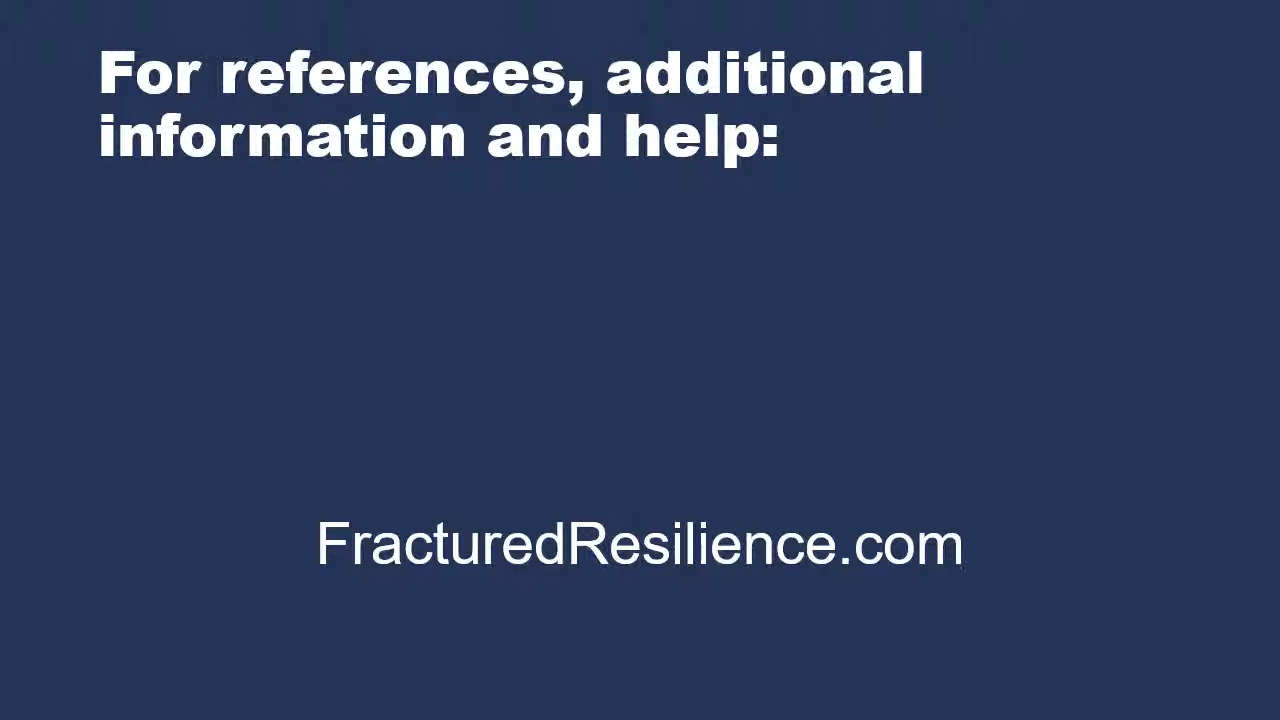 For references, additional
information and help:
FracturedResilience.com